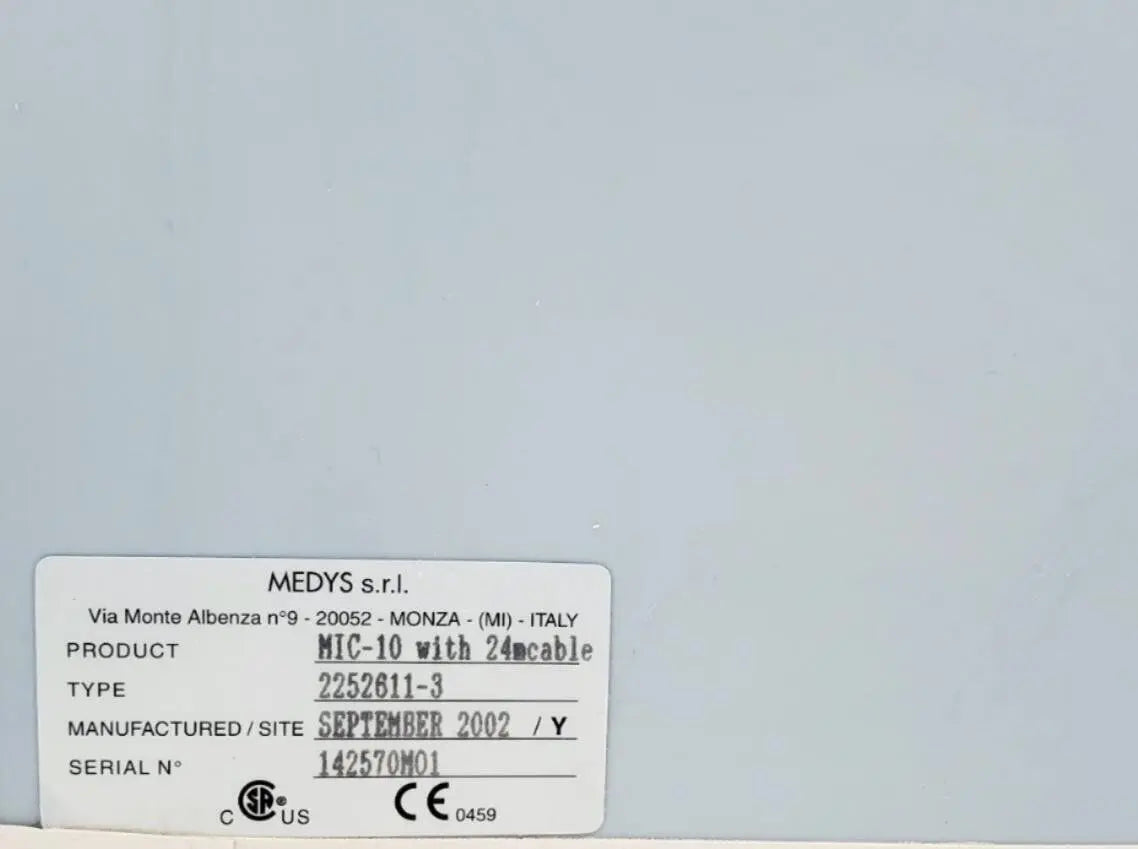 MEDYS s.r.l.
Via Monte Albenza n°9 - 20052 - MONZA - (MI) - ITALY
PRODUCT MIC-10 with 24mcable
TYPE 2252611-3
MANUFACTURED / SITE SEPTEMBER 2002 / Y
SERIAL N° 142570M01
C SA ® US CE 0459